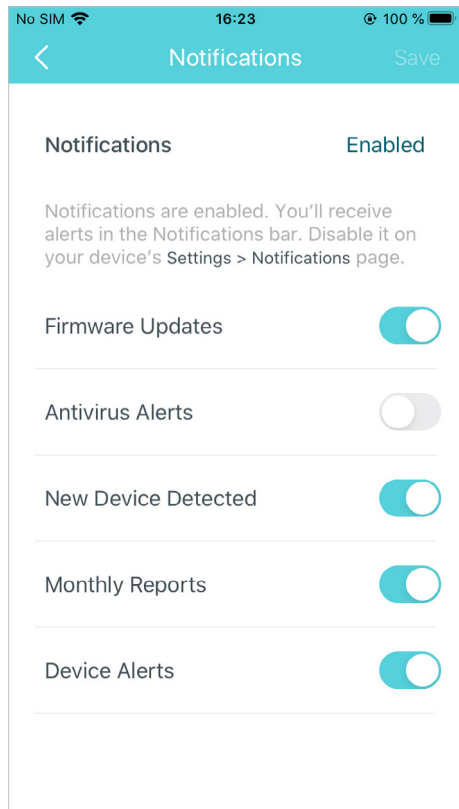 No SIM 16:23 100 %
Notifications Save
Notifications Enabled
Notifications are enabled. You'll receive
alerts in the Notifications bar. Disable it on
your device's Settings > Notifications page.
Firmware Updates
Antivirus Alerts
New Device Detected
Monthly Reports
Device Alerts